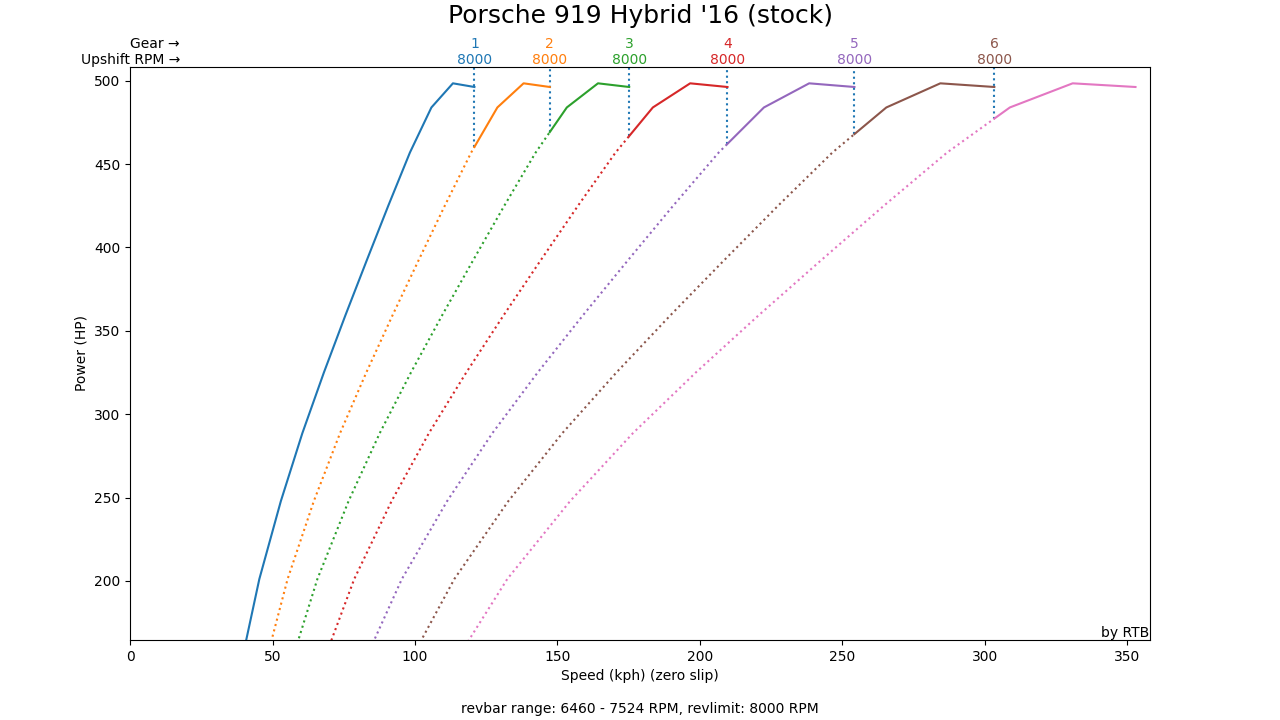 Porsche 919 Hybrid '16 (stock)
Gear → 1 2 3 4 5 6
Upshift RPM → 8000 8000 8000 8000 8000 8000
500
450
400
350
300
250
200
Power (HP)
by RTB
0 50 100 150 200 250 300 350
Speed (kph) (zero slip)
revbar range: 6460 - 7524 RPM, revlimit: 8000 RPM